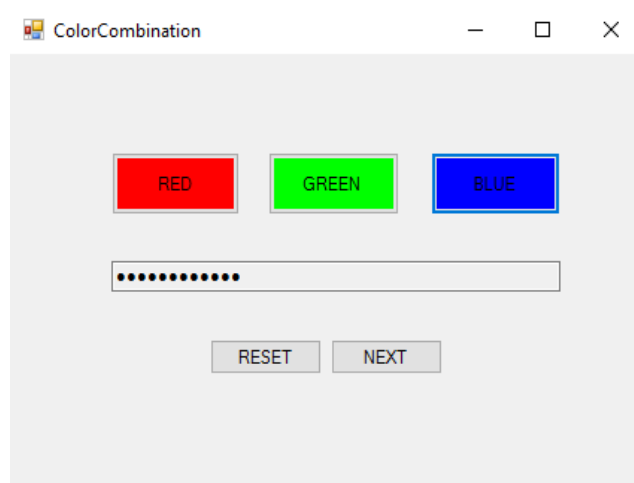 ColorCombination
RED GREEN BLUE
••••••••••••
RESET NEXT